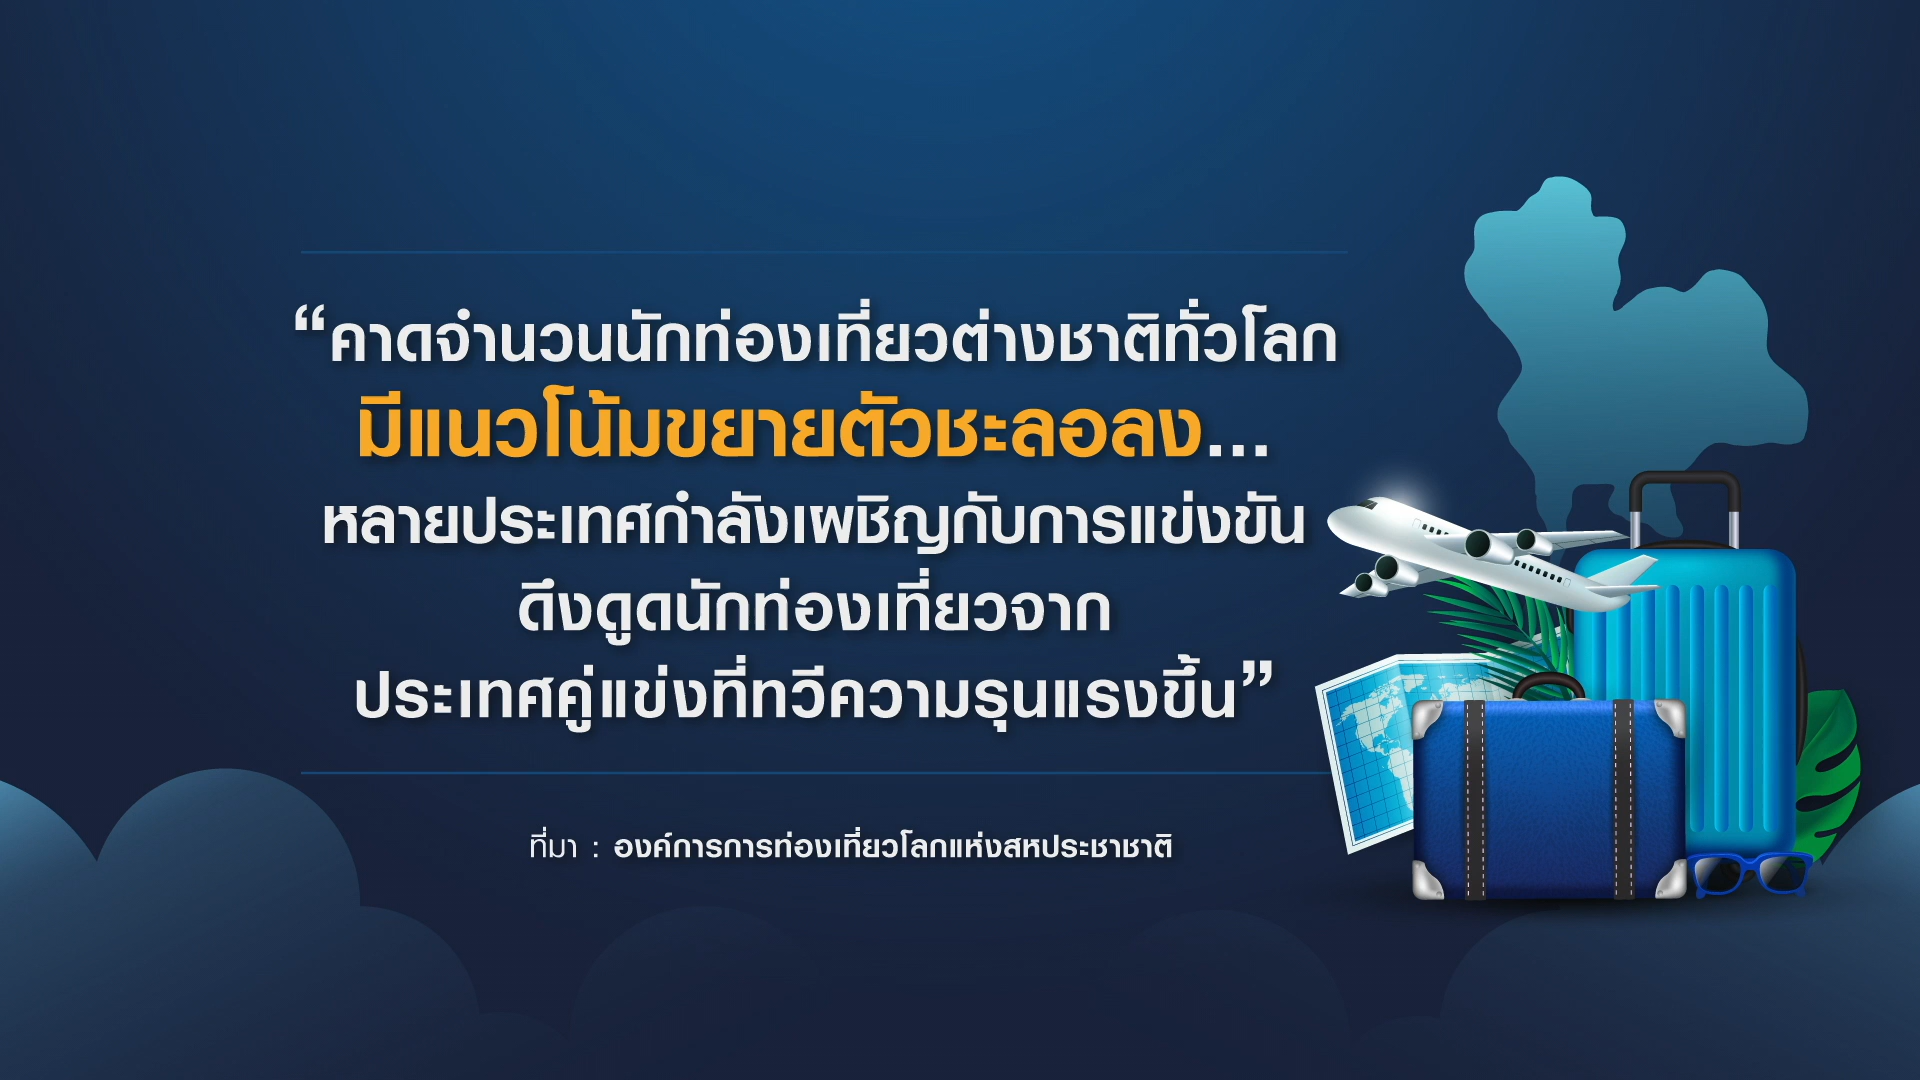 “คาดจำนวนนักท่องเที่ยวต่างชาติทั่วโลก
มีแนวโน้มขยายตัวชะลอลง...
หลายประเทศกำลังเผชิญกับการแข่งขัน
ดึงดูดนักท่องเที่ยวจาก
ประเทศคู่แข่งที่ทวีความรุนแรงขึ้น”
ที่มา : องค์การการท่องเที่ยวโลกแห่งสหประชาชาติ